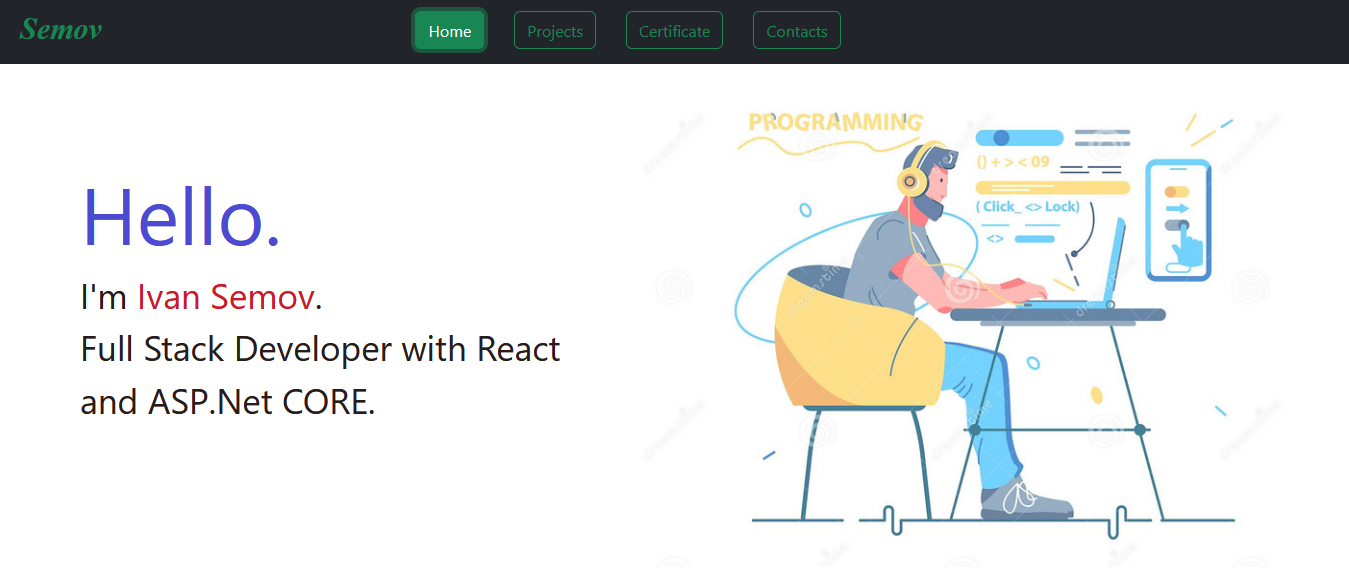 Semov
Home
Projects
Certificate
Contacts
Hello.
I'm Ivan Semov.
Full Stack Developer with React
and ASP.Net CORE.
PROGRAMMING
() + > < 09
( Click_ <> Lock)
<>
dreamstime